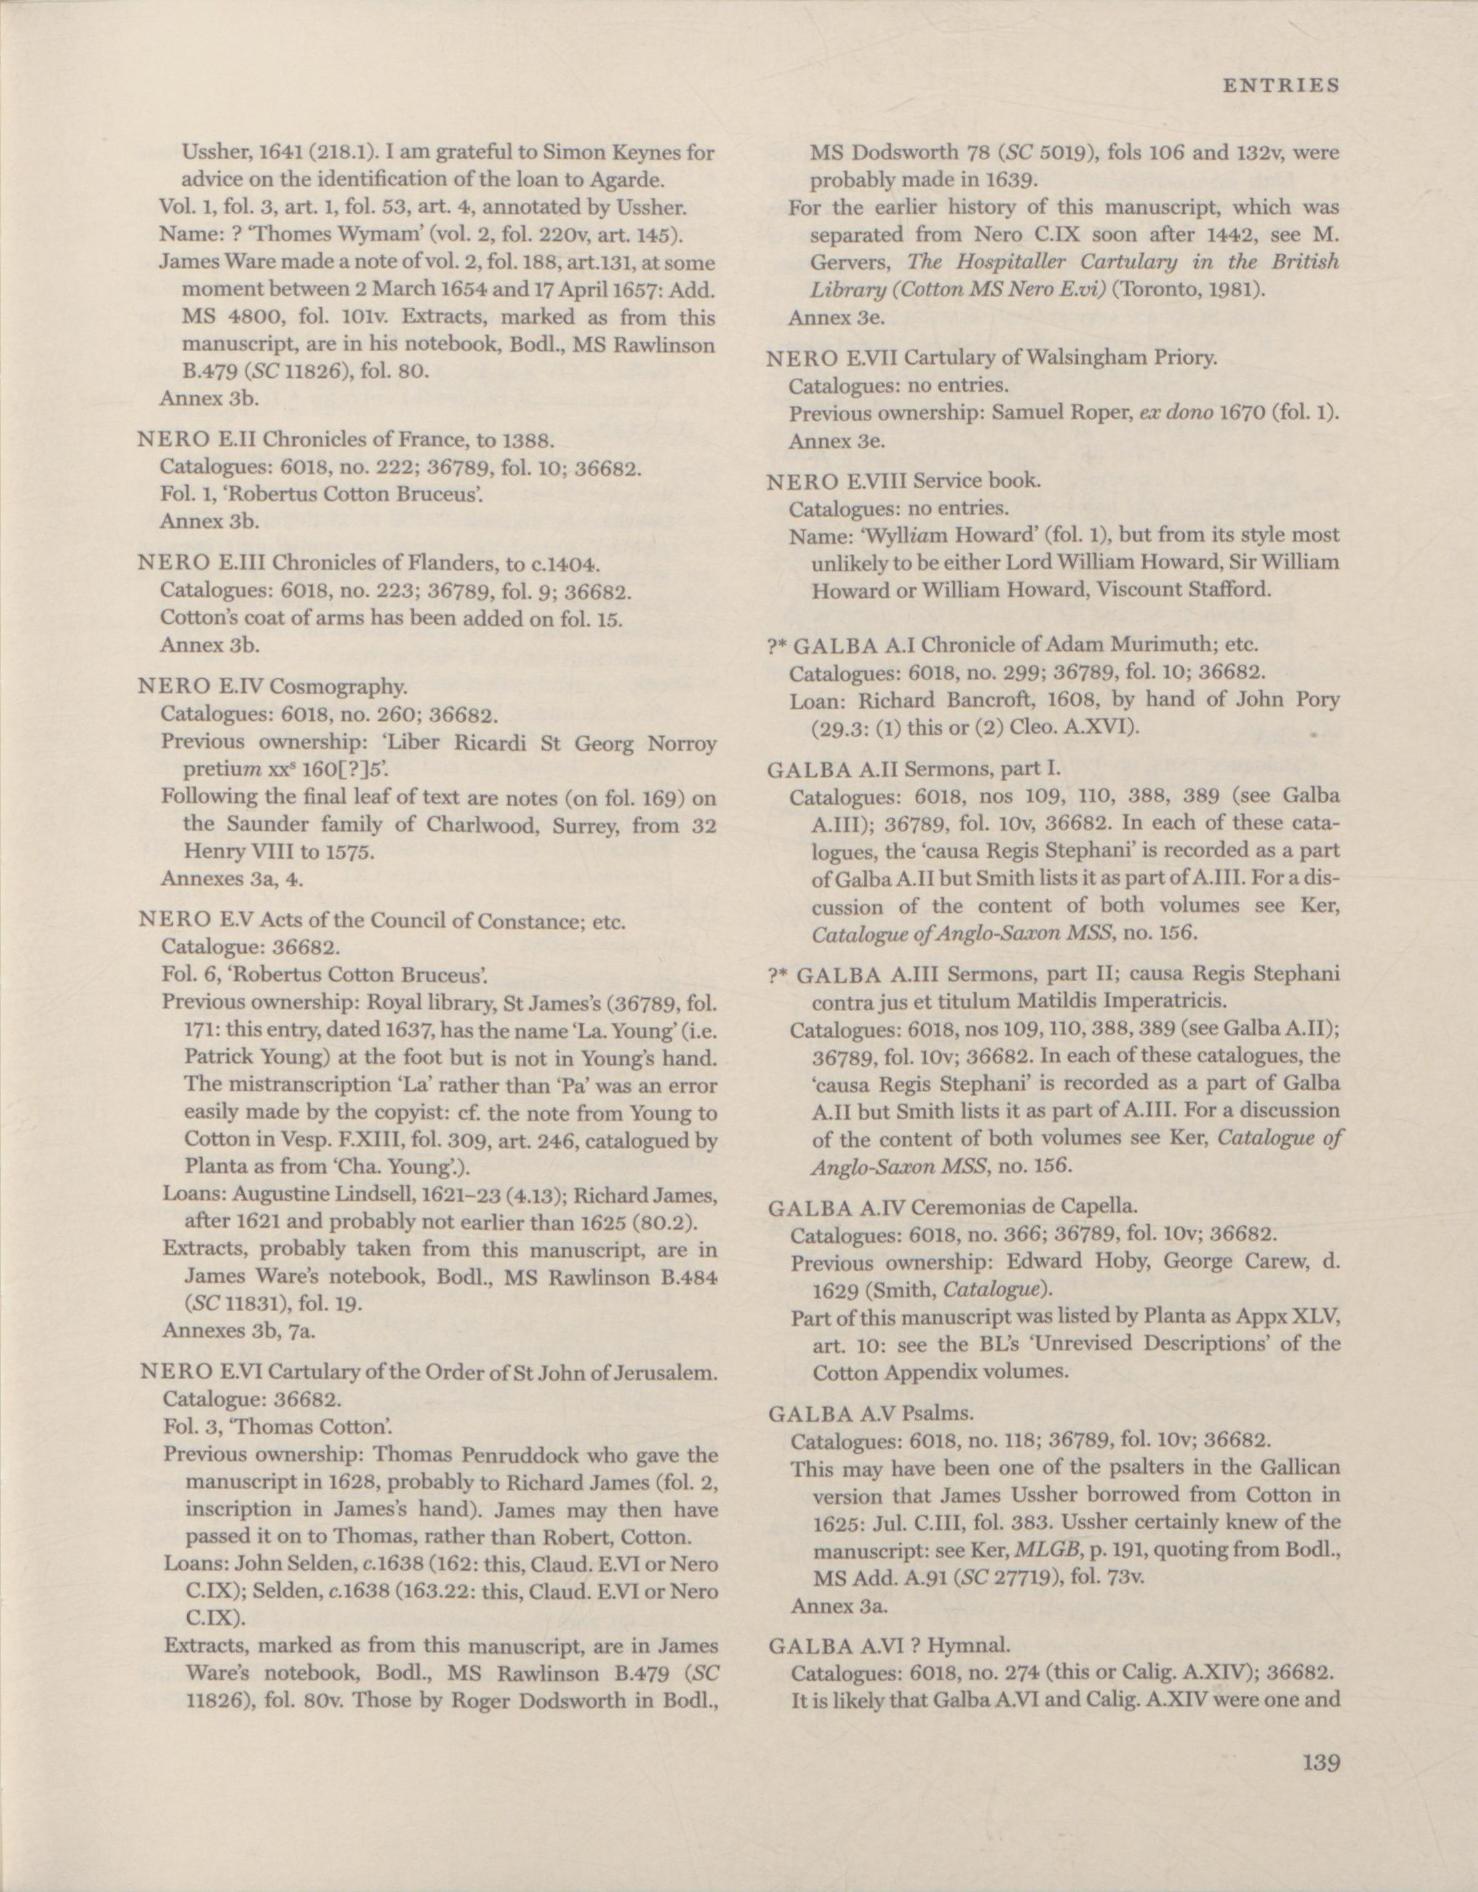 ENTRIES
Ussher, 1641 (218.1). I am grateful to Simon Keynes for
advice on the identification of the loan to Agarde.
Vol. 1, fol. 3, art. 1, fol. 53, art. 4, annotated by Ussher.
Name: ? ‘Thomes Wymam’ (vol. 2, fol. 220v, art. 145).
James Ware made a note of vol. 2, fol. 188, art.131, at some
moment between 2 March 1654 and 17 April 1657: Add.
MS 4800, fol. 101v. Extracts, marked as from this
manuscript, are in his notebook, Bodl., MS Rawlinson
B.479 (SC 11826), fol. 80.
Annex 3b.
NERO E.II Chronicles of France, to 1388.
Catalogues: 6018, no. 222; 36789, fol. 10; 36682.
Fol. 1, ‘Robertus Cotton Bruceus’.
Annex 3b.
NERO E.III Chronicles of Flanders, to c.1404.
Catalogues: 6018, no. 223; 36789, fol. 9; 36682.
Cotton’s coat of arms has been added on fol. 15.
Annex 3b.
NERO E.IV Cosmography.
Catalogues: 6018, no. 260; 36682.
Previous ownership: ‘Liber Ricardi St Georg Norroy
pretium xxˢ 160[?]5’.
Following the final leaf of text are notes (on fol. 169) on
the Saunder family of Charlwood, Surrey, from 32
Henry VIII to 1575.
Annexes 3a, 4.
NERO E.V Acts of the Council of Constance; etc.
Catalogue: 36682.
Fol. 6, ‘Robertus Cotton Bruceus’.
Previous ownership: Royal library, St James’s (36789, fol.
171: this entry, dated 1637, has the name ‘La. Young’ (i.e.
Patrick Young) at the foot but is not in Young’s hand.
The mistranscription ‘La’ rather than ‘Pa’ was an error
easily made by the copyist: cf. the note from Young to
Cotton in Vesp. F.XIII, fol. 309, art. 246, catalogued by
Planta as from ‘Cha. Young’.).
Loans: Augustine Lindsell, 1621–23 (4.13); Richard James,
after 1621 and probably not earlier than 1625 (80.2).
Extracts, probably taken from this manuscript, are in
James Ware’s notebook, Bodl., MS Rawlinson B.484
(SC 11831), fol. 19.
Annexes 3b, 7a.
NERO E.VI Cartulary of the Order of St John of Jerusalem.
Catalogue: 36682.
Fol. 3, ‘Thomas Cotton’.
Previous ownership: Thomas Penruddock who gave the
manuscript in 1628, probably to Richard James (fol. 2,
inscription in James’s hand). James may then have
passed it on to Thomas, rather than Robert, Cotton.
Loans: John Selden, c.1638 (162: this, Claud. E.VI or Nero
C.IX); Selden, c.1638 (163.22: this, Claud. E.VI or Nero
C.IX).
Extracts, marked as from this manuscript, are in James
Ware’s notebook, Bodl., MS Rawlinson B.479 (SC
11826), fol. 80v. Those by Roger Dodsworth in Bodl.,
MS Dodsworth 78 (SC 5019), fols 106 and 132v, were
probably made in 1639.
For the earlier history of this manuscript, which was
separated from Nero C.IX soon after 1442, see M.
Gervers, The Hospitaller Cartulary in the British
Library (Cotton MS Nero E.vi) (Toronto, 1981).
Annex 3e.
NERO E.VII Cartulary of Walsingham Priory.
Catalogues: no entries.
Previous ownership: Samuel Roper, ex dono 1670 (fol. 1).
Annex 3e.
NERO E.VIII Service book.
Catalogues: no entries.
Name: ‘Wylliam Howard’ (fol. 1), but from its style most
unlikely to be either Lord William Howard, Sir William
Howard or William Howard, Viscount Stafford.
?* GALBA A.I Chronicle of Adam Murimuth; etc.
Catalogues: 6018, no. 299; 36789, fol. 10; 36682.
Loan: Richard Bancroft, 1608, by hand of John Pory
(29.3: (1) this or (2) Cleo. A.XVI).
GALBA A.II Sermons, part I.
Catalogues: 6018, nos 109, 110, 388, 389 (see Galba
A.III); 36789, fol. 10v, 36682. In each of these cata-
logues, the ‘causa Regis Stephani’ is recorded as a part
of Galba A.II but Smith lists it as part of A.III. For a dis-
cussion of the content of both volumes see Ker,
Catalogue of Anglo-Saxon MSS, no. 156.
?* GALBA A.III Sermons, part II; causa Regis Stephani
contra jus et titulum Matildis Imperatricis.
Catalogues: 6018, nos 109, 110, 388, 389 (see Galba A.II);
36789, fol. 10v; 36682. In each of these catalogues, the
‘causa Regis Stephani’ is recorded as a part of Galba
A.II but Smith lists it as part of A.III. For a discussion
of the content of both volumes see Ker, Catalogue of
Anglo-Saxon MSS, no. 156.
GALBA A.IV Ceremonias de Capella.
Catalogues: 6018, no. 366; 36789, fol. 10v; 36682.
Previous ownership: Edward Hoby, George Carew, d.
1629 (Smith, Catalogue).
Part of this manuscript was listed by Planta as Appx XLV,
art. 10: see the BL’s ‘Unrevised Descriptions’ of the
Cotton Appendix volumes.
GALBA A.V Psalms.
Catalogues: 6018, no. 118; 36789, fol. 10v; 36682.
This may have been one of the psalters in the Gallican
version that James Ussher borrowed from Cotton in
1625: Jul. C.III, fol. 383. Ussher certainly knew of the
manuscript: see Ker, MLGB, p. 191, quoting from Bodl.,
MS Add. A.91 (SC 27719), fol. 73v.
Annex 3a.
GALBA A.VI ? Hymnal.
Catalogues: 6018, no. 274 (this or Calig. A.XIV); 36682.
It is likely that Galba A.VI and Calig. A.XIV were one and
139